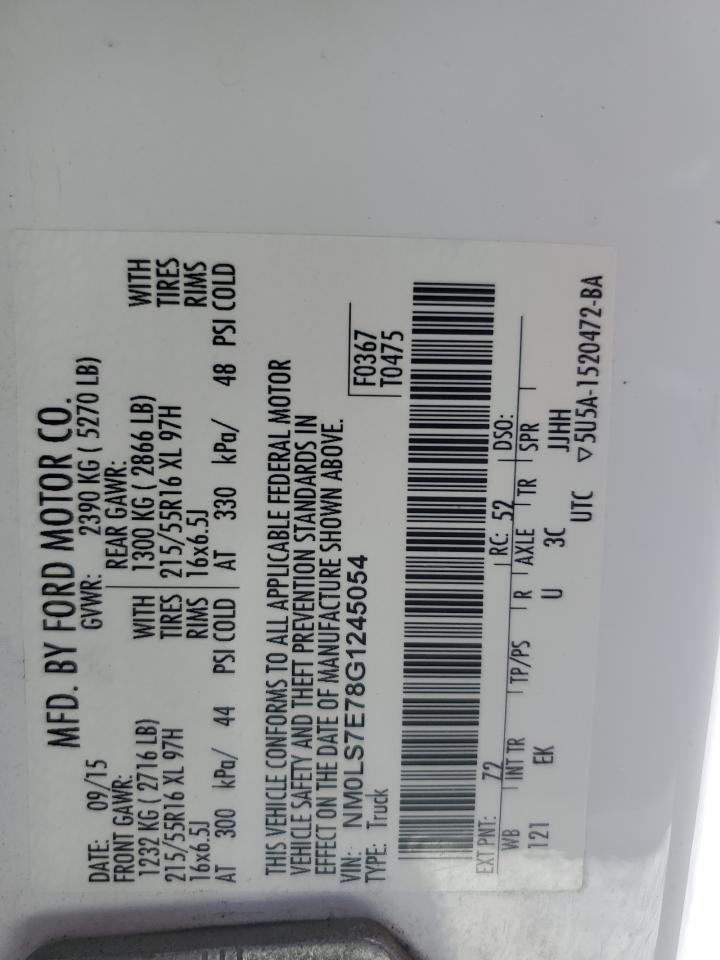 MFD. BY FORD MOTOR CO.
DATE: 09/15 GVWR: 2390 KG ( 5270 LB)
FRONT GAWR: REAR GAWR:
1232 KG ( 2716 LB) WITH 1300 KG ( 2866 LB) WITH
215/55R16 XL 97H TIRES 215/55R16 XL 97H TIRES
16x6.5J RIMS 16x6.5J RIMS
AT 300 kPa/ 44 PSI COLD AT 330 kPa/ 48 PSI COLD
THIS VEHICLE CONFORMS TO ALL APPLICABLE FEDERAL MOTOR
VEHICLE SAFETY AND THEFT PREVENTION STANDARDS IN
EFFECT ON THE DATE OF MANUFACTURE SHOWN ABOVE.
VIN: NM0LS7E78G1245054 F0367
TYPE: Truck T0475
EXT PNT: Z2 RC: 52 DSO:
WB INT TR TP/PS R AXLE TR SPR
121 EK U 3C JJHH
UTC ▽5U5A-1520472-BA